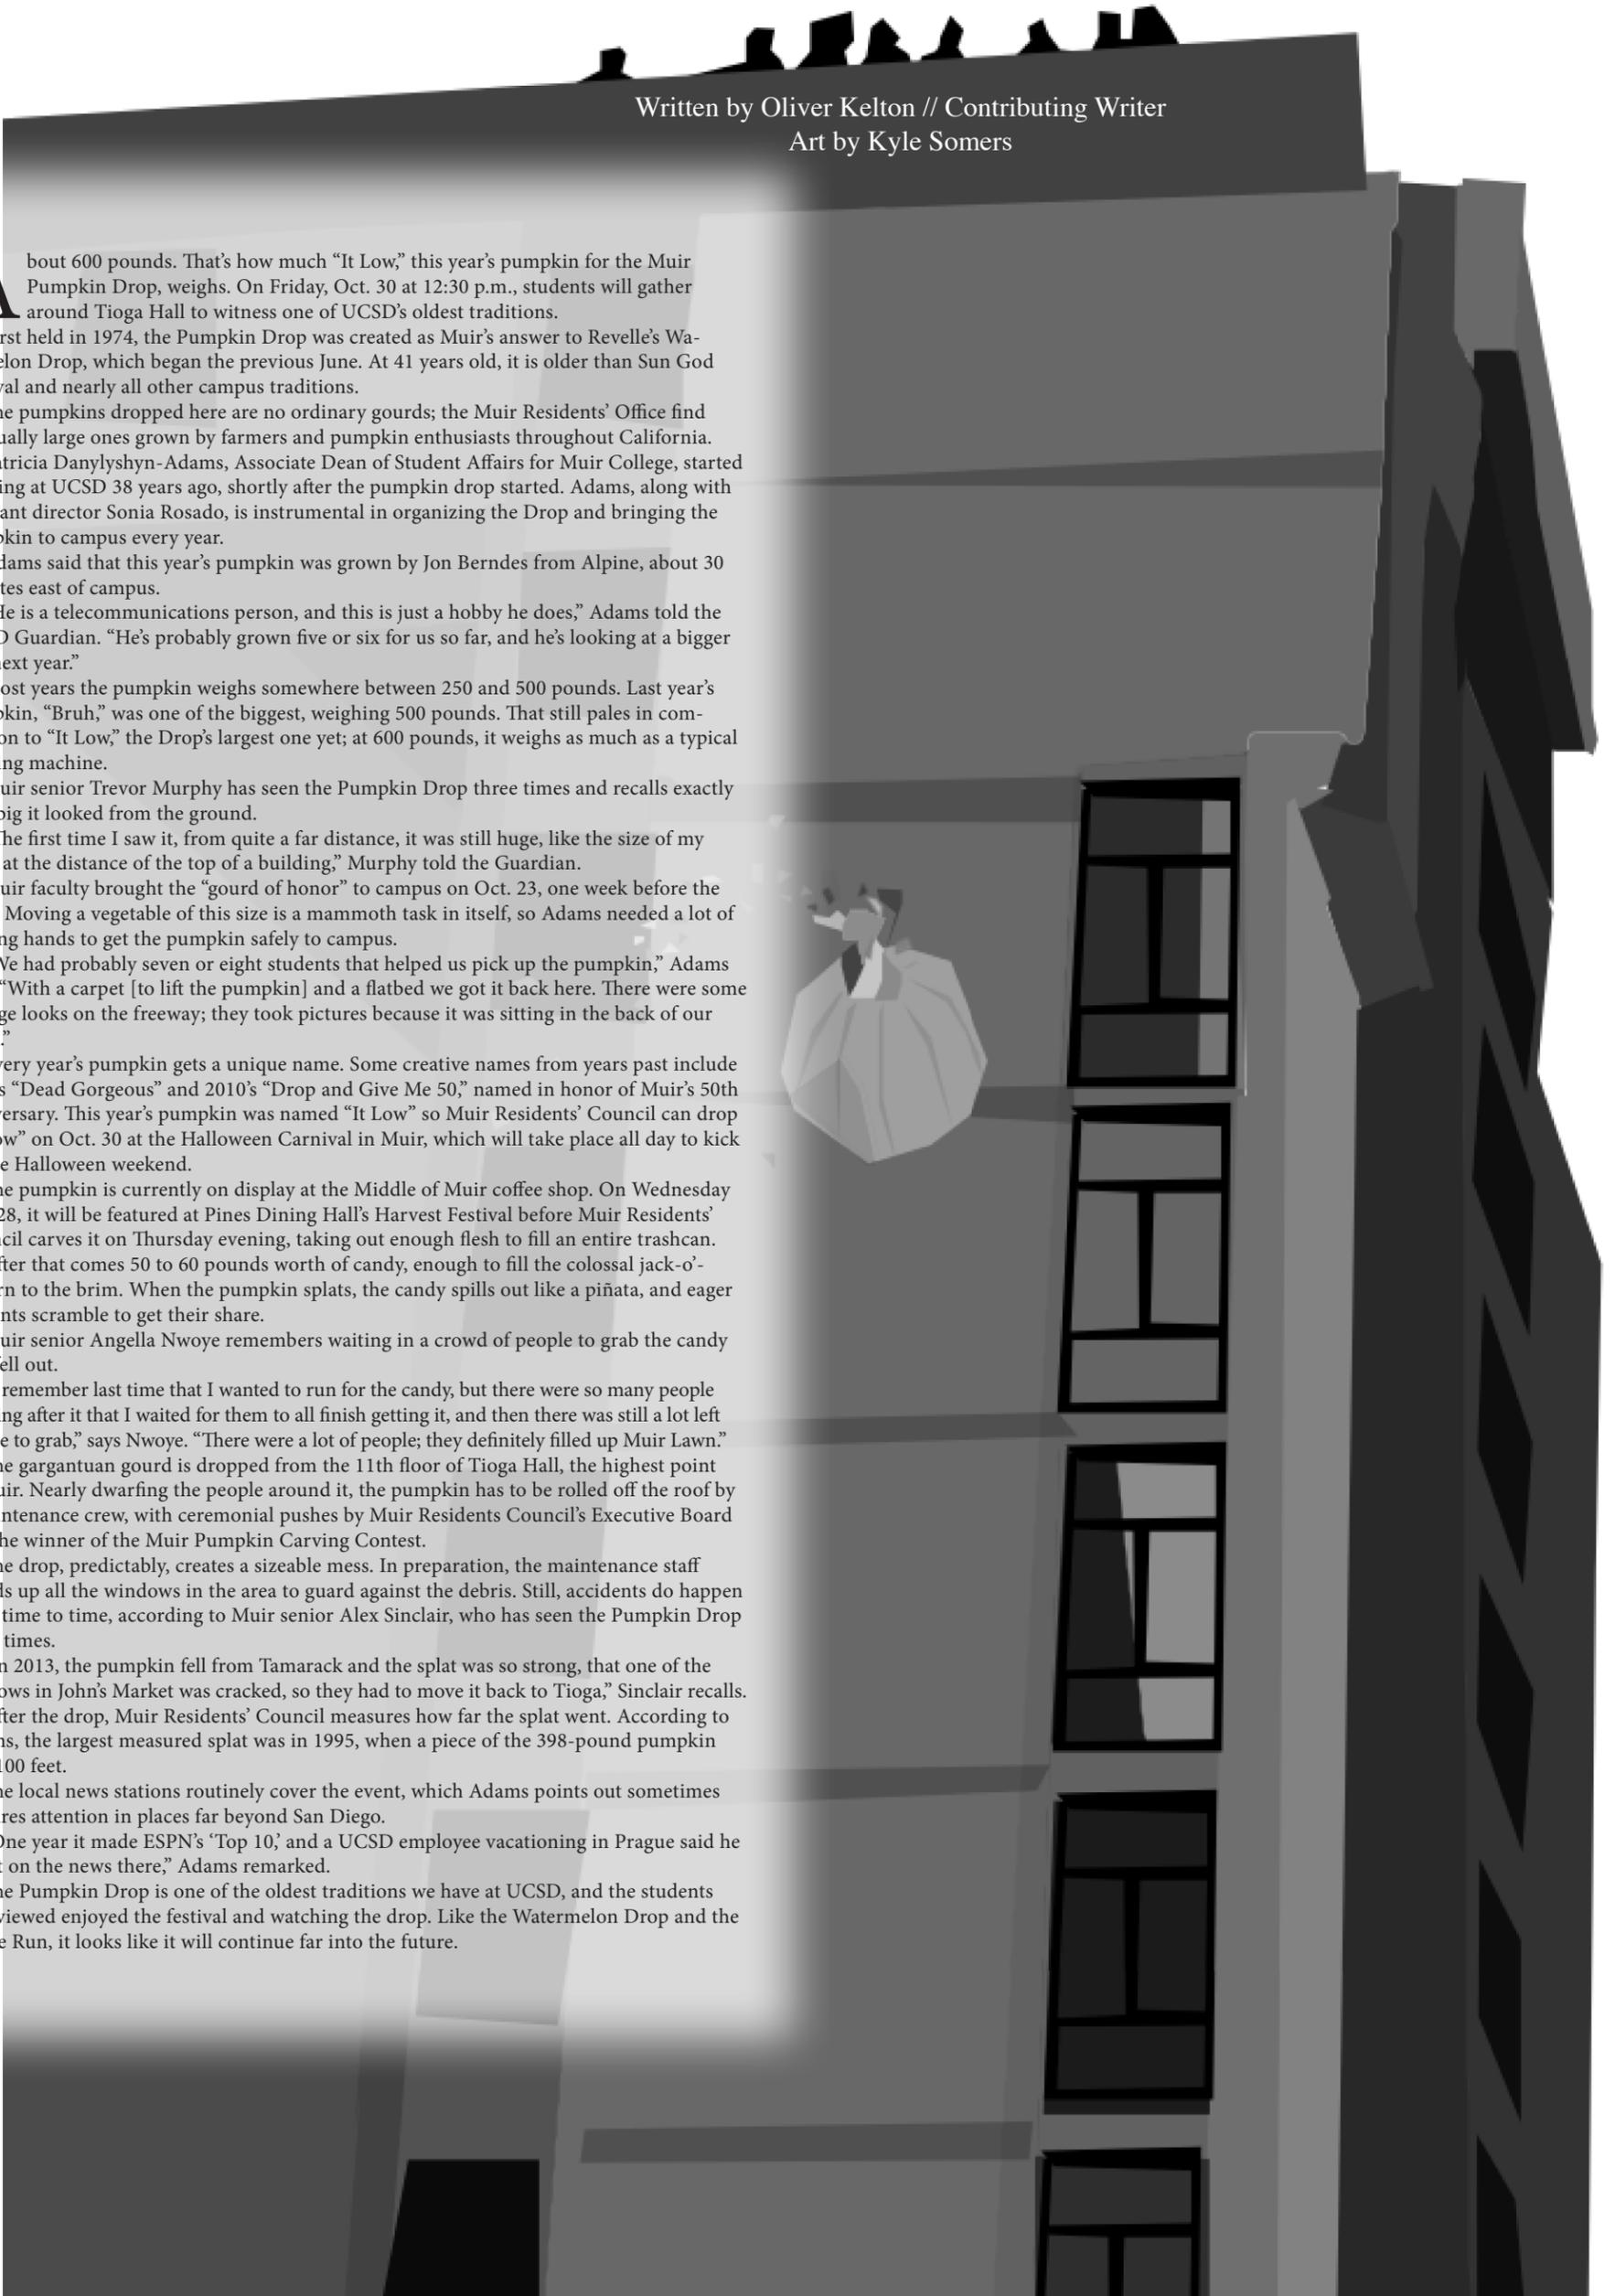 Written by Oliver Kelton // Contributing Writer
Art by Kyle Somers
A bout 600 pounds. That’s how much “It Low,” this year’s pumpkin for the Muir
Pumpkin Drop, weighs. On Friday, Oct. 30 at 12:30 p.m., students will gather
around Tioga Hall to witness one of UCSD’s oldest traditions.
rst held in 1974, the Pumpkin Drop was created as Muir’s answer to Revelle’s Wa-
elon Drop, which began the previous June. At 41 years old, it is older than Sun God
val and nearly all other campus traditions.
he pumpkins dropped here are no ordinary gourds; the Muir Residents’ Office find
ually large ones grown by farmers and pumpkin enthusiasts throughout California.
atricia Danylyshyn-Adams, Associate Dean of Student Affairs for Muir College, started
ing at UCSD 38 years ago, shortly after the pumpkin drop started. Adams, along with
ant director Sonia Rosado, is instrumental in organizing the Drop and bringing the
pkin to campus every year.
dams said that this year’s pumpkin was grown by Jon Berndes from Alpine, about 30
tes east of campus.
He is a telecommunications person, and this is just a hobby he does,” Adams told the
D Guardian. “He’s probably grown five or six for us so far, and he’s looking at a bigger
next year.”
ost years the pumpkin weighs somewhere between 250 and 500 pounds. Last year’s
pkin, “Bruh,” was one of the biggest, weighing 500 pounds. That still pales in com-
on to “It Low,” the Drop’s largest one yet; at 600 pounds, it weighs as much as a typical
ng machine.
uir senior Trevor Murphy has seen the Pumpkin Drop three times and recalls exactly
big it looked from the ground.
The first time I saw it, from quite a far distance, it was still huge, like the size of my
at the distance of the top of a building,” Murphy told the Guardian.
uir faculty brought the “gourd of honor” to campus on Oct. 23, one week before the
Moving a vegetable of this size is a mammoth task in itself, so Adams needed a lot of
ng hands to get the pumpkin safely to campus.
We had probably seven or eight students that helped us pick up the pumpkin,” Adams
“With a carpet [to lift the pumpkin] and a flatbed we got it back here. There were some
ge looks on the freeway; they took pictures because it was sitting in the back of our
.”
very year’s pumpkin gets a unique name. Some creative names from years past include
s “Dead Gorgeous” and 2010’s “Drop and Give Me 50,” named in honor of Muir’s 50th
versary. This year’s pumpkin was named “It Low” so Muir Residents’ Council can drop
ow” on Oct. 30 at the Halloween Carnival in Muir, which will take place all day to kick
e Halloween weekend.
he pumpkin is currently on display at the Middle of Muir coffee shop. On Wednesday
28, it will be featured at Pines Dining Hall’s Harvest Festival before Muir Residents’
cil carves it on Thursday evening, taking out enough flesh to fill an entire trashcan.
fter that comes 50 to 60 pounds worth of candy, enough to fill the colossal jack-o’-
rn to the brim. When the pumpkin splats, the candy spills out like a piñata, and eager
nts scramble to get their share.
uir senior Angella Nwoye remembers waiting in a crowd of people to grab the candy
ell out.
remember last time that I wanted to run for the candy, but there were so many people
ng after it that I waited for them to all finish getting it, and then there was still a lot left
e to grab,” says Nwoye. “There were a lot of people; they definitely filled up Muir Lawn.”
he gargantuan gourd is dropped from the 11th floor of Tioga Hall, the highest point
uir. Nearly dwarfing the people around it, the pumpkin has to be rolled off the roof by
ntenance crew, with ceremonial pushes by Muir Residents Council’s Executive Board
he winner of the Muir Pumpkin Carving Contest.
he drop, predictably, creates a sizeable mess. In preparation, the maintenance staff
ds up all the windows in the area to guard against the debris. Still, accidents do happen
time to time, according to Muir senior Alex Sinclair, who has seen the Pumpkin Drop
times.
n 2013, the pumpkin fell from Tamarack and the splat was so strong, that one of the
ows in John’s Market was cracked, so they had to move it back to Tioga,” Sinclair recalls.
fter the drop, Muir Residents’ Council measures how far the splat went. According to
ns, the largest measured splat was in 1995, when a piece of the 398-pound pumpkin
100 feet.
he local news stations routinely cover the event, which Adams points out sometimes
res attention in places far beyond San Diego.
One year it made ESPN’s ‘Top 10,’ and a UCSD employee vacationing in Prague said he
t on the news there,” Adams remarked.
he Pumpkin Drop is one of the oldest traditions we have at UCSD, and the students
viewed enjoyed the festival and watching the drop. Like the Watermelon Drop and the
e Run, it looks like it will continue far into the future.